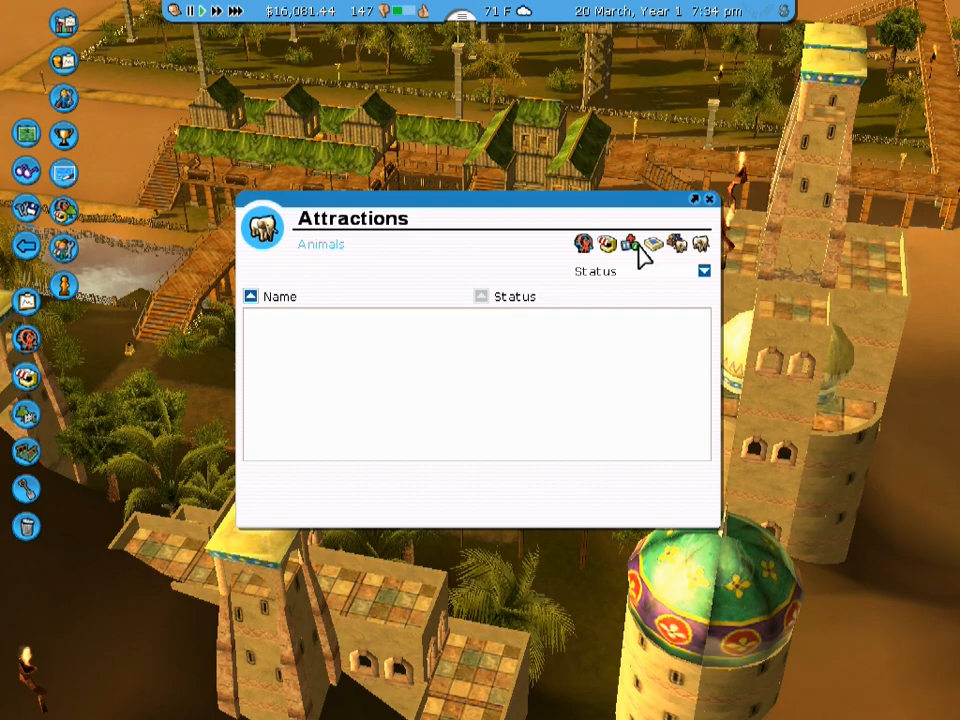 $16,081.44 147 71 F 20 March, Year 1 7:34 pm
Attractions
Animals
Status
Name Status